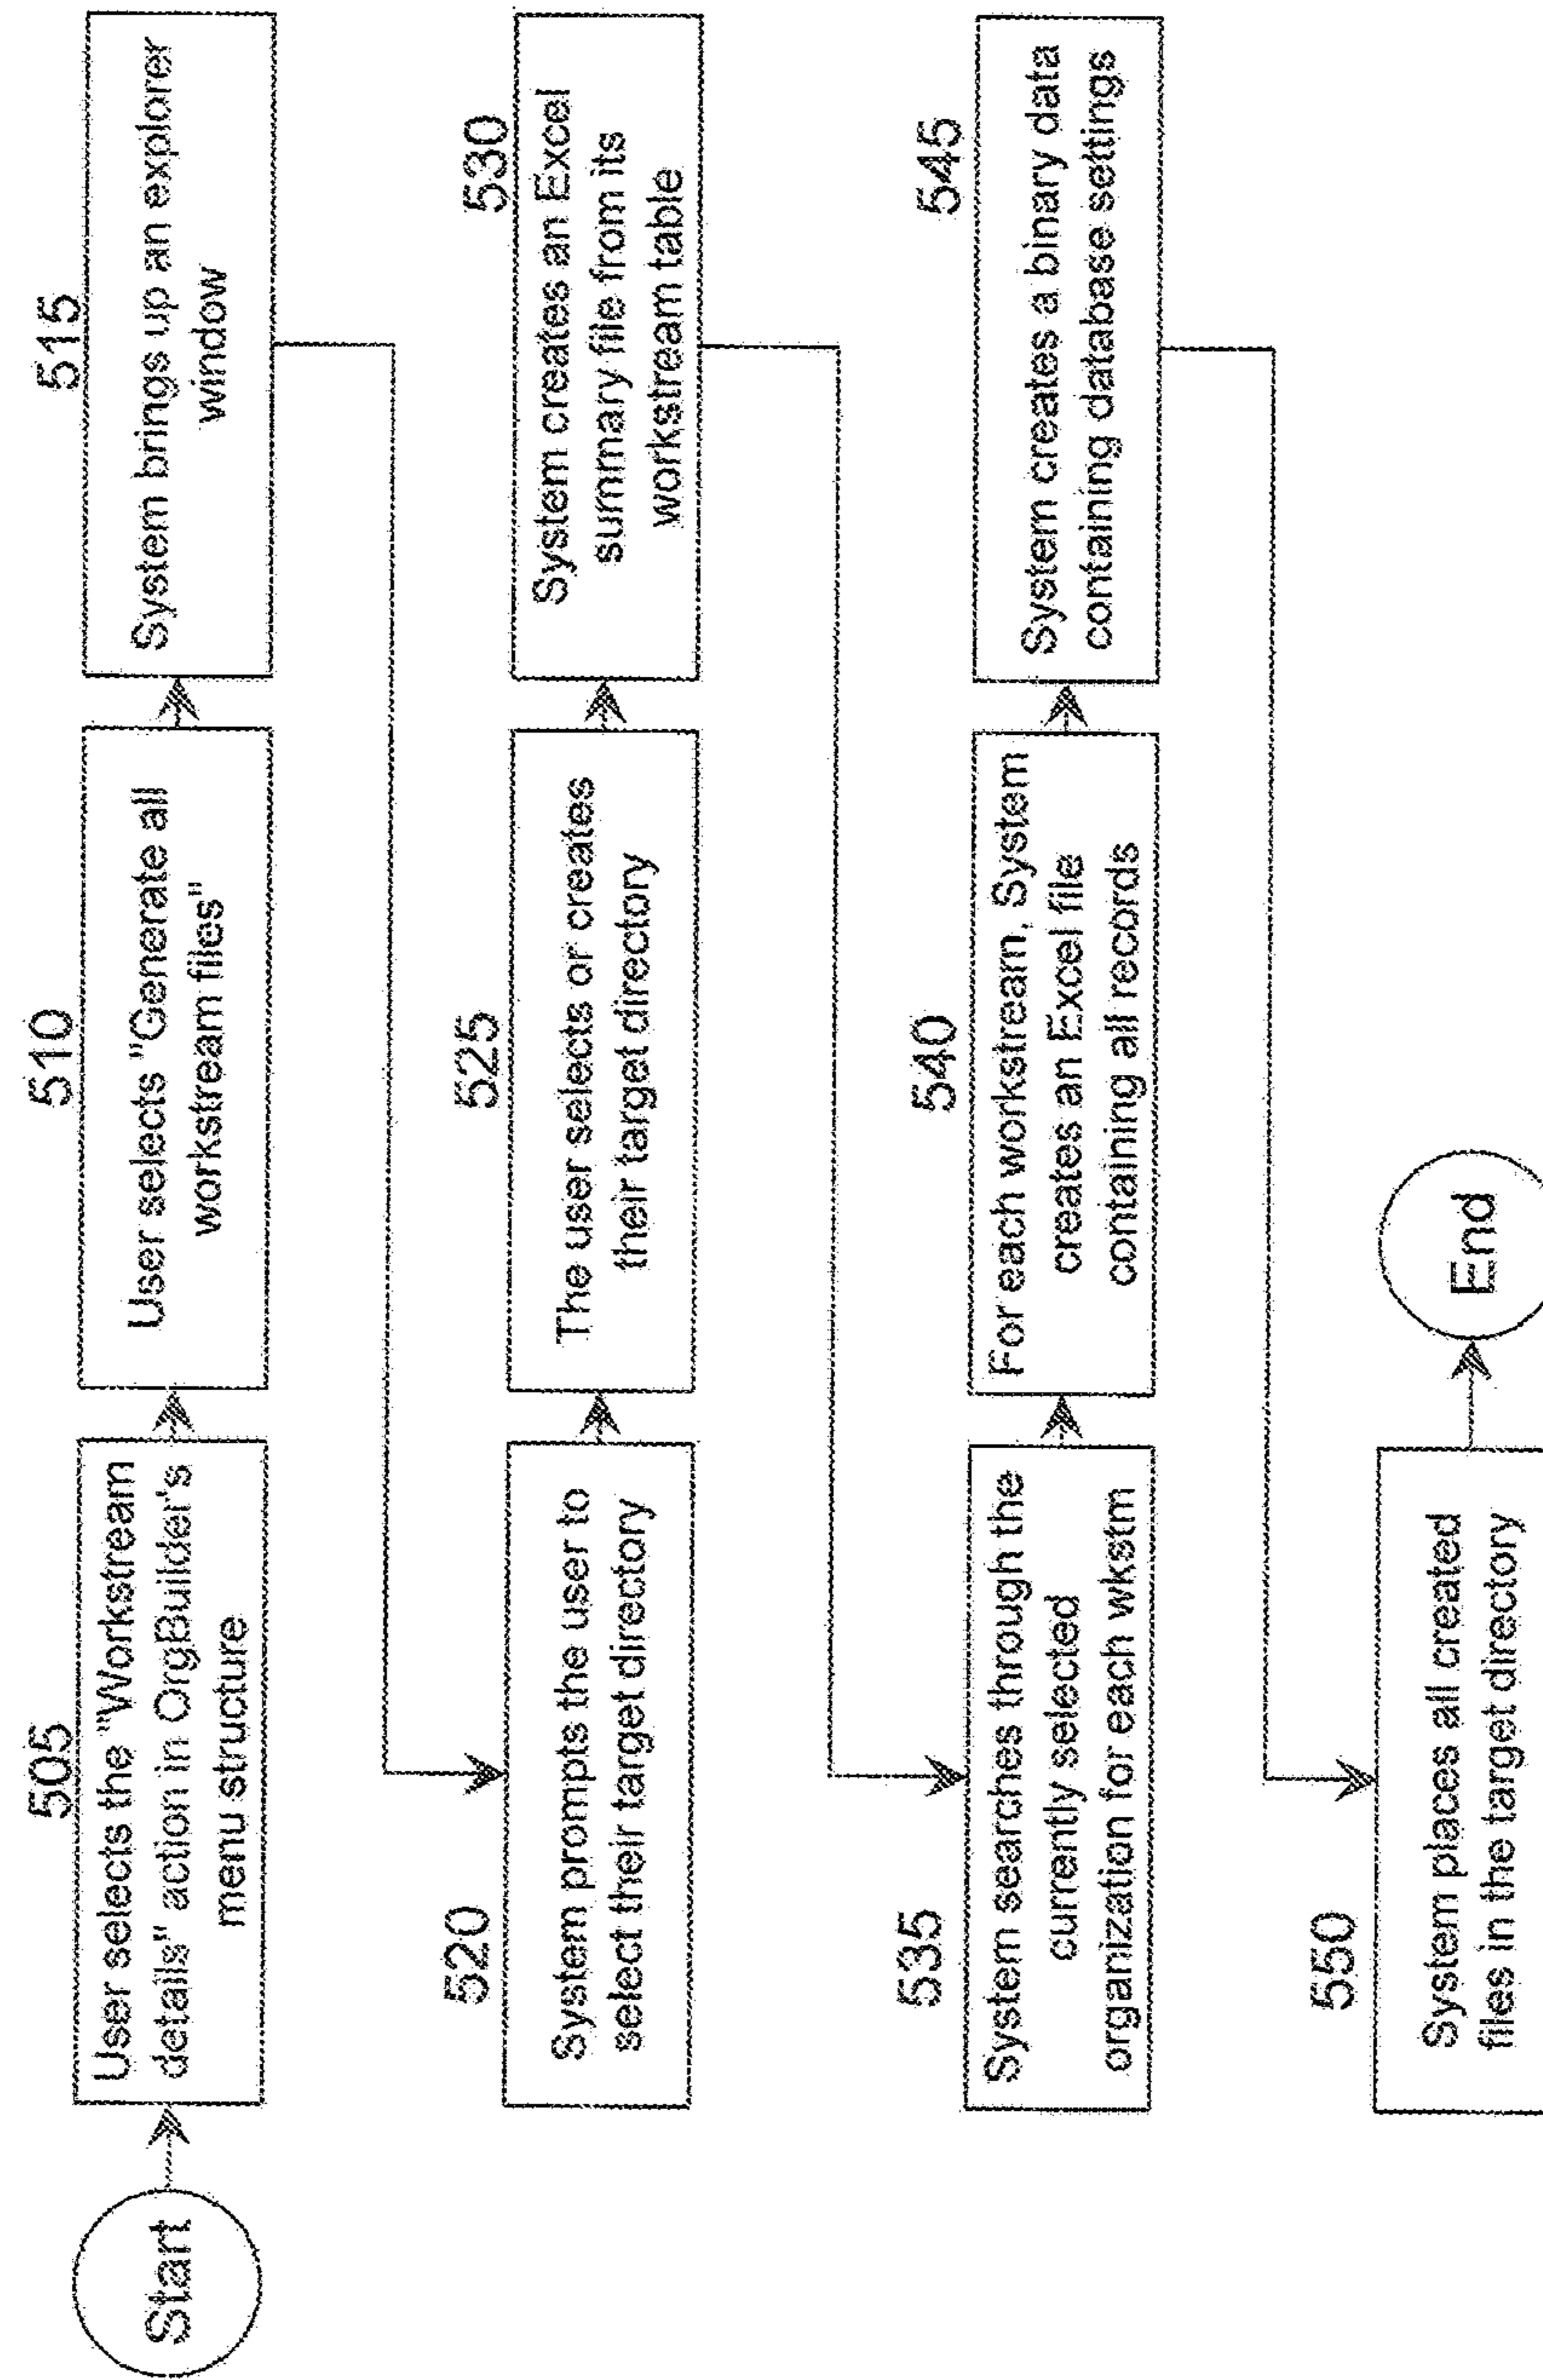 Start
505
User selects the "Workstream
details" action in OrgBuilder's
menu structure
510
User selects "Generate all
workstream files"
515
System brings up an explorer
window
520
System prompts the user to
select their target directory
525
The user selects or creates
their target directory
530
System creates an Excel
summary file from its
workstream table
535
System searches through the
currently selected
organization for each wkstm
540
For each workstream, System
creates an Excel file
containing all records
545
System creates a binary data
containing database settings
550
System places all created
files in the target directory
End